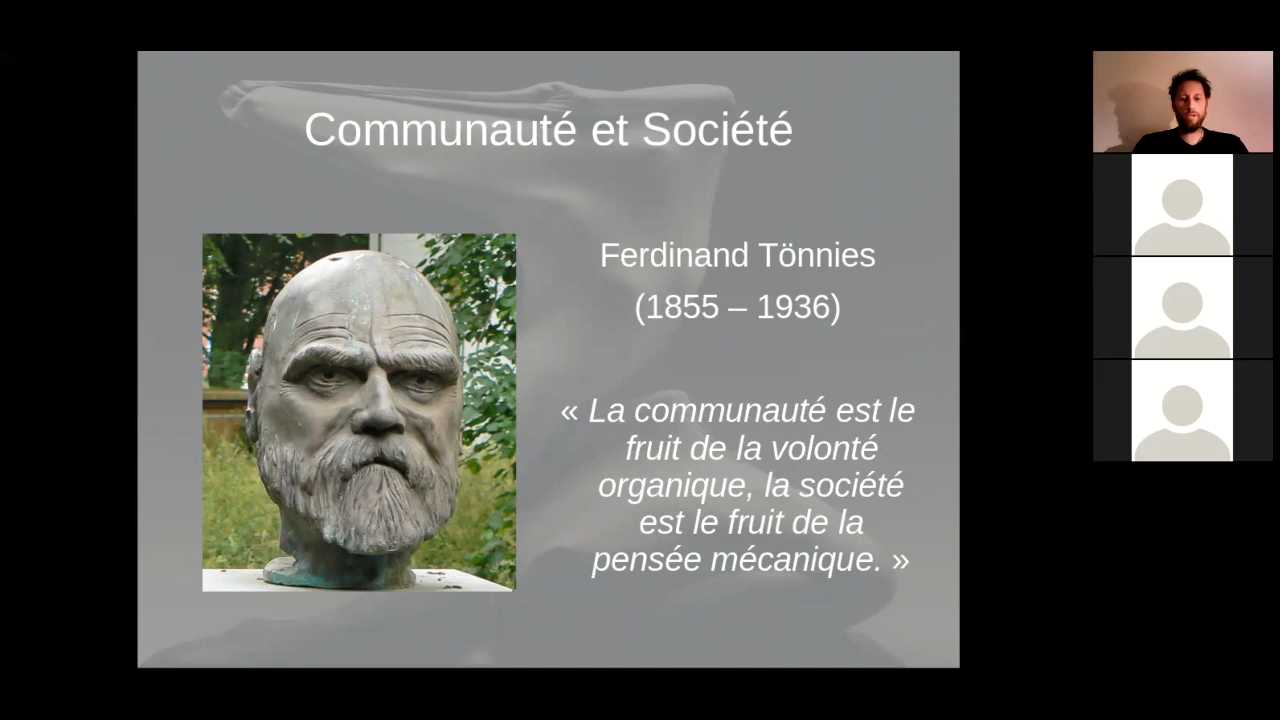 Communauté et Société
Ferdinand Tönnies
(1855 – 1936)
« La communauté est le
fruit de la volonté
organique, la société
est le fruit de la
pensée mécanique. »